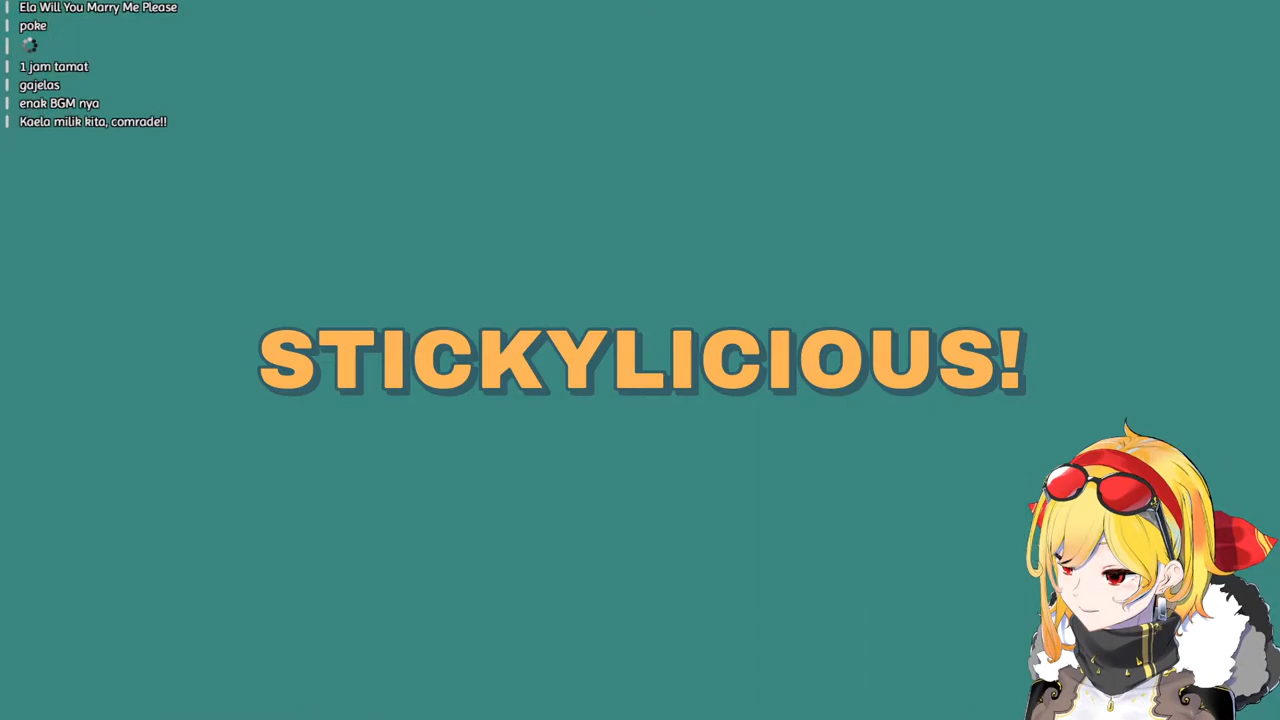 Ela Will You Marry Me Please
poke
1 jam tamat
gajelas
enak BGM nya
Kaela milik kita, comrade!!
STICKYLICIOUS!